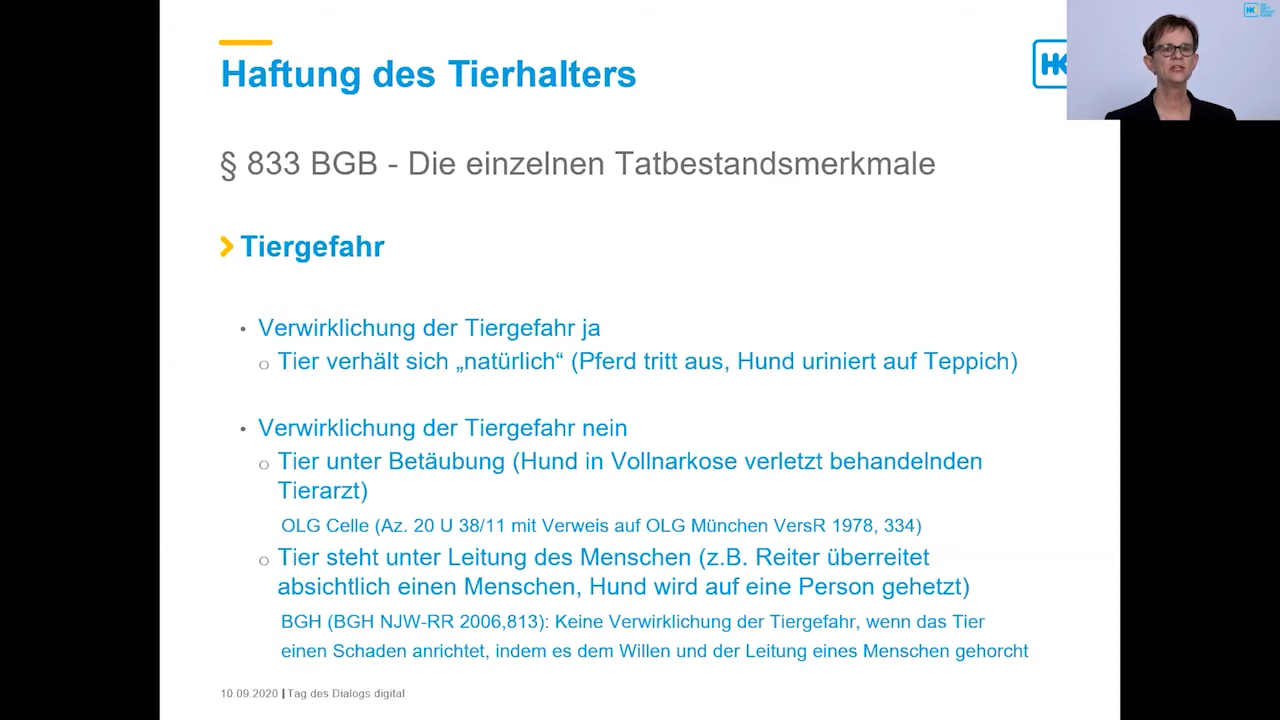 Haftung des Tierhalters
HK
§ 833 BGB - Die einzelnen Tatbestandsmerkmale
Tiergefahr
• Verwirklichung der Tiergefahr ja
o Tier verhält sich „natürlich“ (Pferd tritt aus, Hund uriniert auf Teppich)
• Verwirklichung der Tiergefahr nein
o Tier unter Betäubung (Hund in Vollnarkose verletzt behandelnden
Tierarzt)
OLG Celle (Az. 20 U 38/11 mit Verweis auf OLG München VersR 1978, 334)
o Tier steht unter Leitung des Menschen (z.B. Reiter überreitet
absichtlich einen Menschen, Hund wird auf eine Person gehetzt)
BGH (BGH NJW-RR 2006,813): Keine Verwirklichung der Tiergefahr, wenn das Tier
einen Schaden anrichtet, indem es dem Willen und der Leitung eines Menschen gehorcht
10.09.2020 | Tag des Dialogs digital